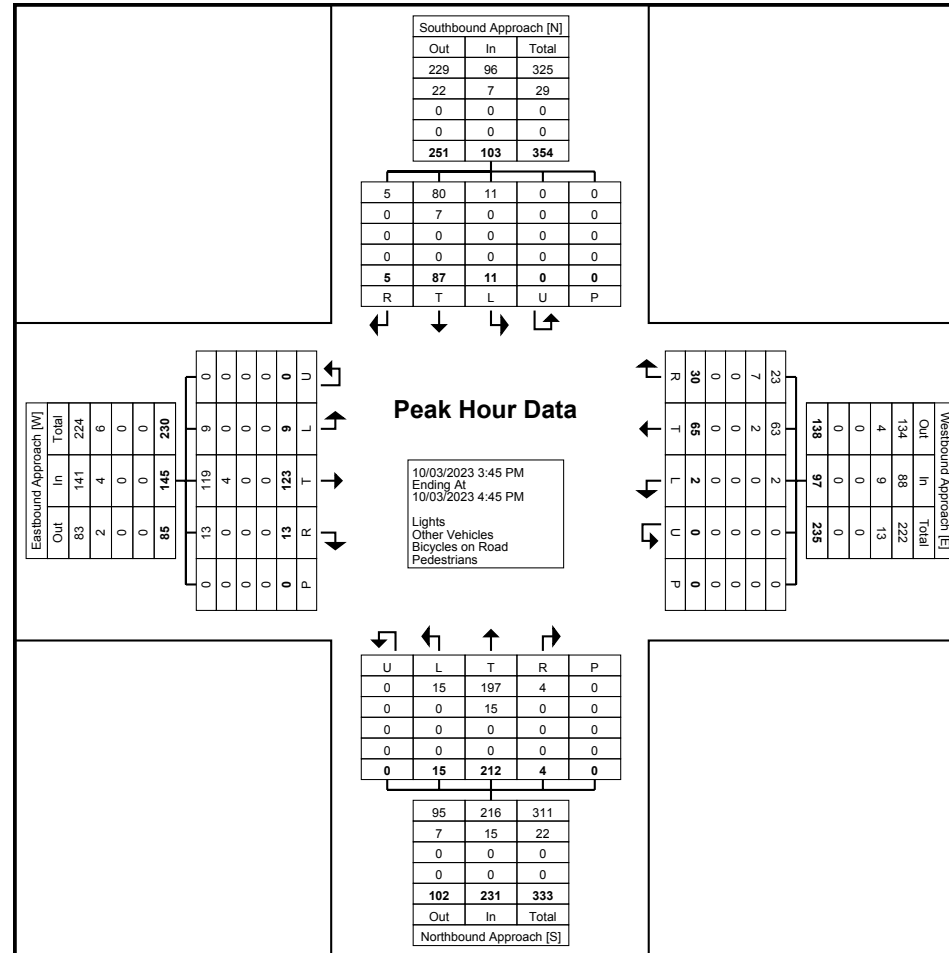 Southbound Approach [N]
Out In Total
229 96 325
22 7 29
0 0 0
0 0 0
251 103 354
5 80 11 0 0
0 7 0 0 0
0 0 0 0 0
0 0 0 0 0
5 87 11 0 0
R T L U P
Eastbound Approach [W]
Total In Out
224 141 83
6 4 2
0 0 0
0 0 0
230 145 85
0 9 119 13 0
0 0 4 0 0
0 0 0 0 0
0 0 0 0 0
0 9 123 13 0
U L T R P
Peak Hour Data
10/03/2023 3:45 PM
Ending At
10/03/2023 4:45 PM
Lights
Other Vehicles
Bicycles on Road
Pedestrians
R T L U P
30 65 2 0 0
0 0 0 0 0
0 0 0 0 0
7 2 0 0 0
23 63 2 0 0
Westbound Approach [E]
Out In Total
134 88 222
4 9 13
0 0 0
0 0 0
138 97 235
U L T R P
0 15 197 4 0
0 0 15 0 0
0 0 0 0 0
0 0 0 0 0
0 15 212 4 0
95 216 311
7 15 22
0 0 0
0 0 0
102 231 333
Out In Total
Northbound Approach [S]